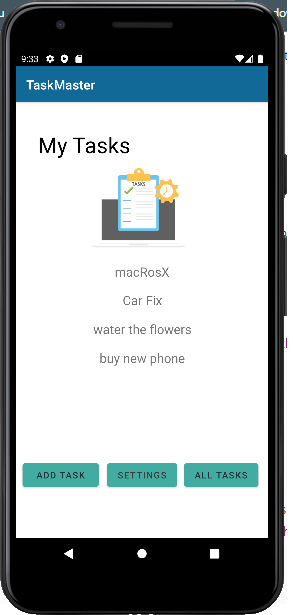 9:33
TaskMaster
My Tasks
TASKS
macRosX
Car Fix
water the flowers
buy new phone
ADD TASK SETTINGS ALL TASKS